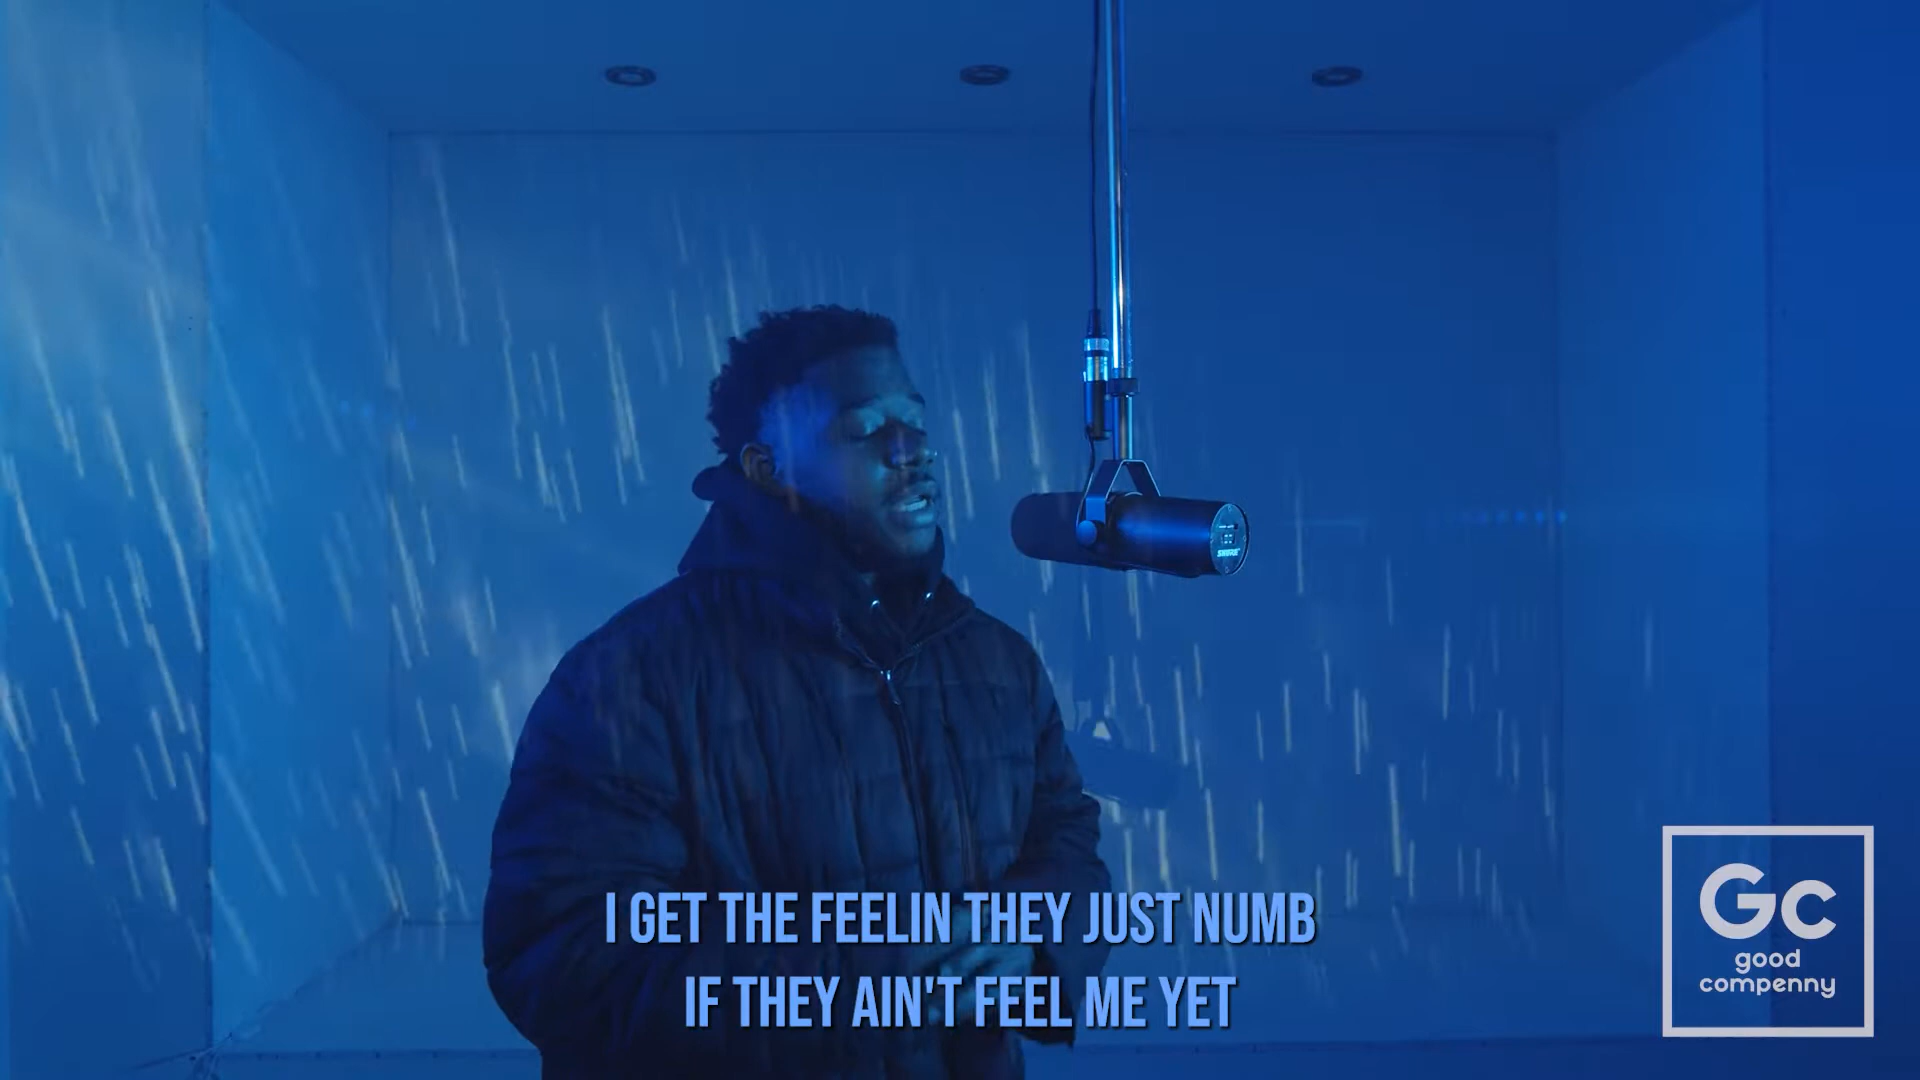 SHURE
I GET THE FEELIN THEY JUST NUMB
IF THEY AIN'T FEEL ME YET
Gc
good
compenny